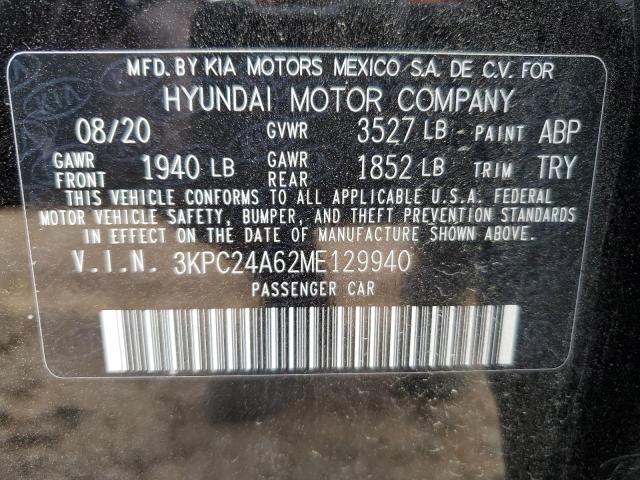 MFD. BY KIA MOTORS MEXICO S.A. DE C.V. FOR
HYUNDAI MOTOR COMPANY
08/20 GVWR 3527 LB PAINT ABP
GAWR FRONT 1940 LB GAWR REAR 1852 LB TRIM TRY
THIS VEHICLE CONFORMS TO ALL APPLICABLE U.S.A. FEDERAL
MOTOR VEHICLE SAFETY, BUMPER, AND THEFT PREVENTION STANDARDS
IN EFFECT ON THE DATE OF MANUFACTURE SHOWN ABOVE.
V.I.N. 3KPC24A62ME129940
PASSENGER CAR